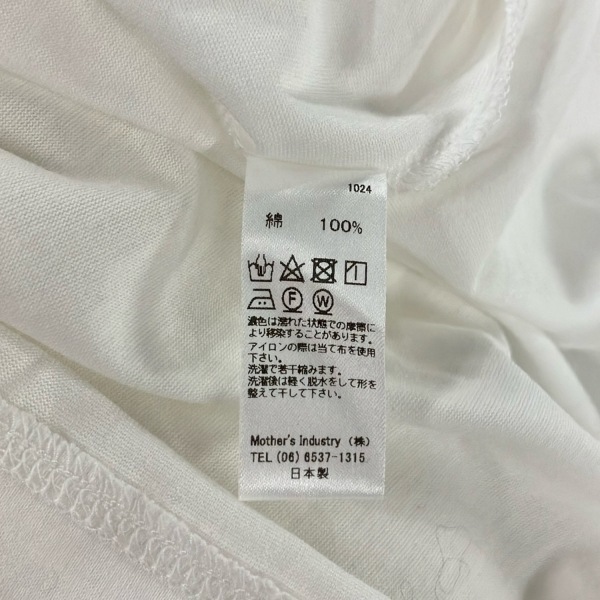 1024
綿 100%
F W
濃色は濡れた状態での摩擦に
より移染することがあります。
アイロンの際は当て布を使用
下さい。
洗濯で若干縮みます。
洗濯後は軽く脱水をして形を
整えて干して下さい。
Mother's Industry (株)
TEL (06) 6537-1315
日本製